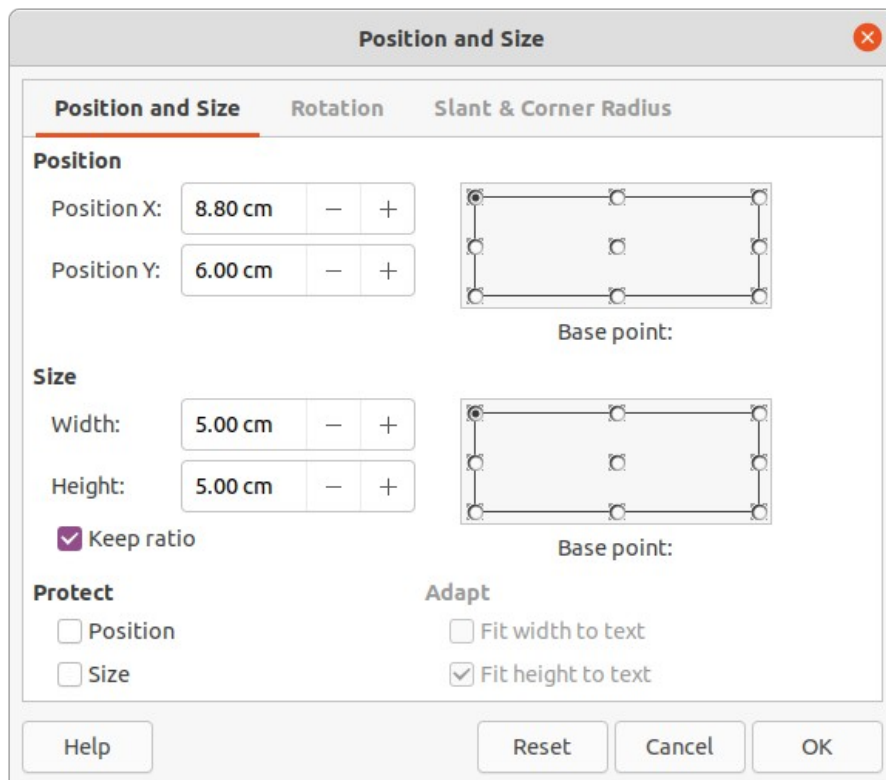 Position and Size
Position and Size Rotation Slant & Corner Radius
Position
Position X: 8.80 cm
Position Y: 6.00 cm
Base point:
Size
Width: 5.00 cm
Height: 5.00 cm
Keep ratio
Base point:
Protect Adapt
Position Fit width to text
Size Fit height to text
Help Reset Cancel OK